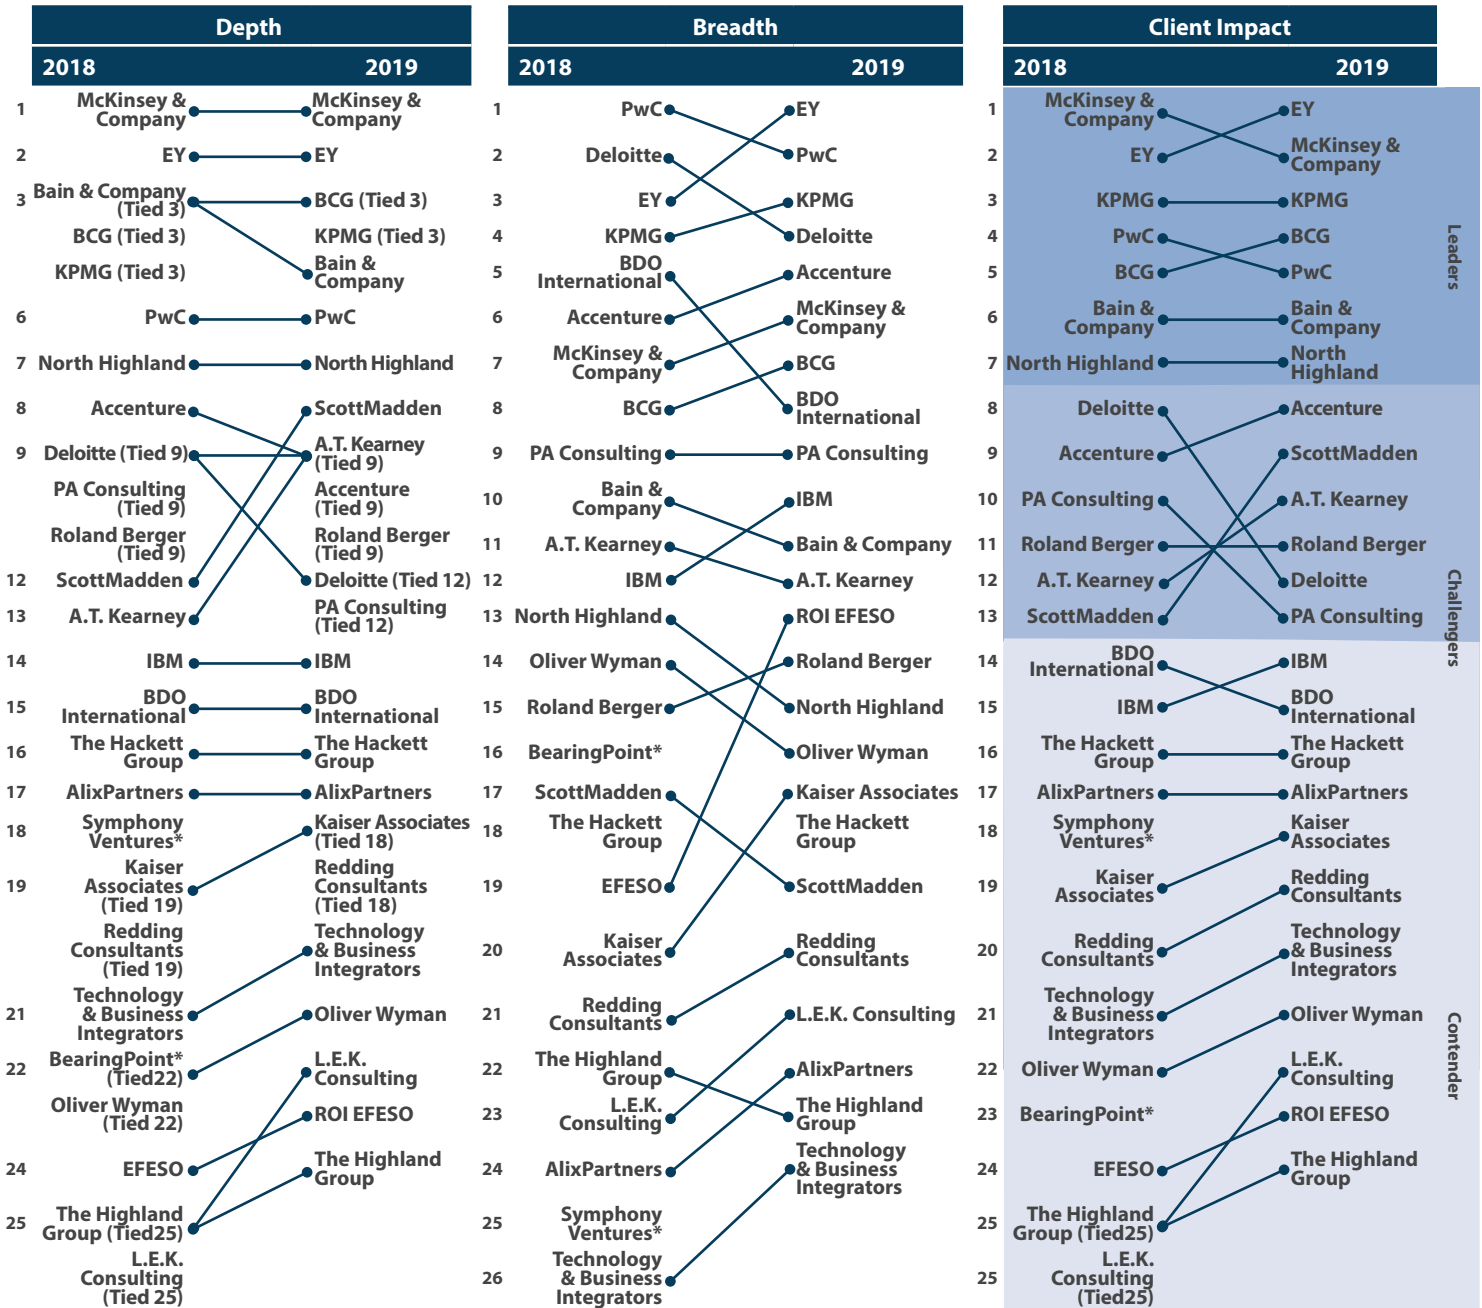 Depth
2018 2019
1 McKinsey & Company McKinsey & Company
2 EY EY
3 Bain & Company (Tied 3) BCG (Tied 3)
BCG (Tied 3) KPMG (Tied 3)
KPMG (Tied 3) Bain & Company
6 PwC PwC
7 North Highland North Highland
8 Accenture ScottMadden
9 Deloitte (Tied 9) A.T. Kearney (Tied 9)
PA Consulting (Tied 9) Accenture (Tied 9)
Roland Berger (Tied 9) Roland Berger (Tied 9)
12 ScottMadden Deloitte (Tied 12)
13 A.T. Kearney PA Consulting (Tied 12)
14 IBM IBM
15 BDO International BDO International
16 The Hackett Group The Hackett Group
17 AlixPartners AlixPartners
18 Symphony Ventures* Kaiser Associates (Tied 18)
19 Kaiser Associates (Tied 19) Redding Consultants (Tied 18)
Redding Consultants (Tied 19) Technology & Business Integrators
21 Technology & Business Integrators Oliver Wyman
22 BearingPoint* (Tied22) L.E.K. Consulting
Oliver Wyman (Tied 22) ROI EFESO
24 EFESO The Highland Group
25 The Highland Group (Tied25)
L.E.K. Consulting (Tied 25)
Breadth
2018 2019
1 PwC EY
2 Deloitte PwC
3 EY KPMG
4 KPMG Deloitte
5 BDO International Accenture
6 Accenture McKinsey & Company
7 McKinsey & Company BCG
8 BCG BDO International
9 PA Consulting PA Consulting
10 Bain & Company IBM
11 A.T. Kearney Bain & Company
12 IBM A.T. Kearney
13 North Highland ROI EFESO
14 Oliver Wyman Roland Berger
15 Roland Berger North Highland
16 BearingPoint* Oliver Wyman
17 ScottMadden Kaiser Associates
18 The Hackett Group The Hackett Group
19 EFESO ScottMadden
20 Kaiser Associates Redding Consultants
21 Redding Consultants L.E.K. Consulting
22 The Highland Group AlixPartners
23 L.E.K. Consulting The Highland Group
24 AlixPartners Technology & Business Integrators
25 Symphony Ventures*
26 Technology & Business Integrators
Client Impact
2018 2019
1 McKinsey & Company EY
2 EY McKinsey & Company
3 KPMG KPMG
4 PwC BCG
5 BCG PwC
6 Bain & Company Bain & Company
7 North Highland North Highland
Leaders
8 Deloitte Accenture
9 Accenture ScottMadden
10 PA Consulting A.T. Kearney
11 Roland Berger Roland Berger
12 A.T. Kearney Deloitte
13 ScottMadden PA Consulting
Challengers
14 BDO International IBM
15 IBM BDO International
16 The Hackett Group The Hackett Group
17 AlixPartners AlixPartners
18 Symphony Ventures* Kaiser Associates
19 Kaiser Associates Redding Consultants
20 Redding Consultants Technology & Business Integrators
21 Technology & Business Integrators Oliver Wyman
22 Oliver Wyman L.E.K. Consulting
23 BearingPoint* ROI EFESO
24 EFESO The Highland Group
25 The Highland Group (Tied25)
25 L.E.K. Consulting (Tied25)
Contender